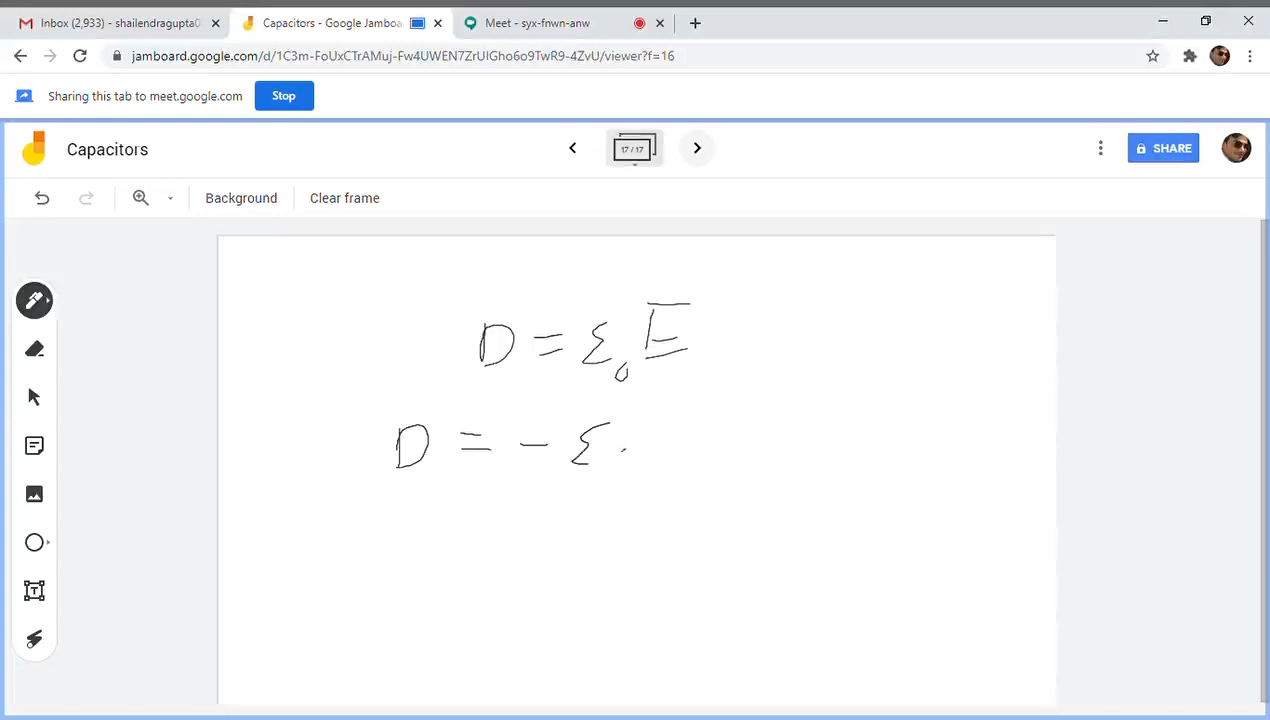 Inbox (2,933) - shailendragupta0
Capacitors - Google Jamboa
Meet - syx-fnwn-anw
jamboard.google.com/d/1C3m-FoUxCTrAMuj-Fw4UWEN7ZrUIGho6o9TwR9-4ZvU/viewer?f=16
Sharing this tab to meet.google.com
Stop
Capacitors
17 / 17
SHARE
Background
Clear frame
D = ε₀ E̅
D = - ε